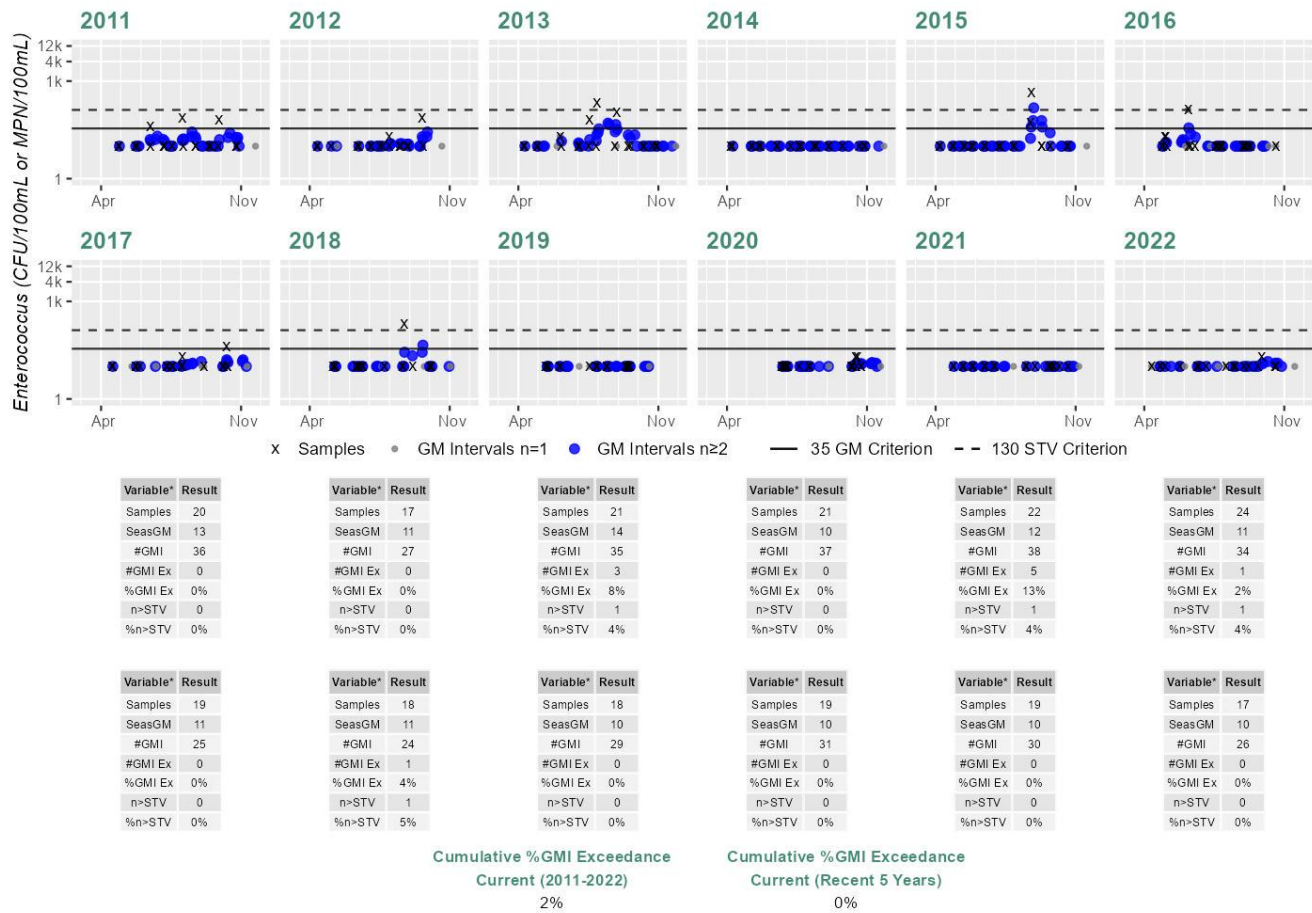 2011 2012 2013 2014 2015 2016
Enterococcus (CFU/100mL or MPN/100mL)
12k
4k
1k
1
Apr Nov Apr Nov Apr Nov Apr Nov Apr Nov Apr Nov
2017 2018 2019 2020 2021 2022
12k
4k
1k
1
Apr Nov Apr Nov Apr Nov Apr Nov Apr Nov Apr Nov
x Samples GM Intervals n=1 GM Intervals n≥2 35 GM Criterion 130 STV Criterion
Variable* Result Variable* Result Variable* Result Variable* Result Variable* Result Variable* Result
Samples 20 Samples 17 Samples 21 Samples 21 Samples 22 Samples 24
SeasGM 13 SeasGM 11 SeasGM 14 SeasGM 10 SeasGM 12 SeasGM 11
#GMI 36 #GMI 27 #GMI 35 #GMI 37 #GMI 38 #GMI 34
#GMI Ex 0 #GMI Ex 0 #GMI Ex 3 #GMI Ex 0 #GMI Ex 5 #GMI Ex 1
%GMI Ex 0% %GMI Ex 0% %GMI Ex 8% %GMI Ex 0% %GMI Ex 13% %GMI Ex 2%
n>STV 0 n>STV 0 n>STV 1 n>STV 0 n>STV 1 n>STV 1
%n>STV 0% %n>STV 0% %n>STV 4% %n>STV 0% %n>STV 4% %n>STV 4%
Variable* Result Variable* Result Variable* Result Variable* Result Variable* Result Variable* Result
Samples 19 Samples 18 Samples 18 Samples 19 Samples 19 Samples 17
SeasGM 11 SeasGM 11 SeasGM 10 SeasGM 10 SeasGM 10 SeasGM 10
#GMI 25 #GMI 24 #GMI 29 #GMI 31 #GMI 30 #GMI 26
#GMI Ex 0 #GMI Ex 1 #GMI Ex 0 #GMI Ex 0 #GMI Ex 0 #GMI Ex 0
%GMI Ex 0% %GMI Ex 4% %GMI Ex 0% %GMI Ex 0% %GMI Ex 0% %GMI Ex 0%
n>STV 0 n>STV 1 n>STV 0 n>STV 0 n>STV 0 n>STV 0
%n>STV 0% %n>STV 5% %n>STV 0% %n>STV 0% %n>STV 0% %n>STV 0%
Cumulative %GMI Exceedance
Current (2011-2022)
2%
Cumulative %GMI Exceedance
Current (Recent 5 Years)
0%